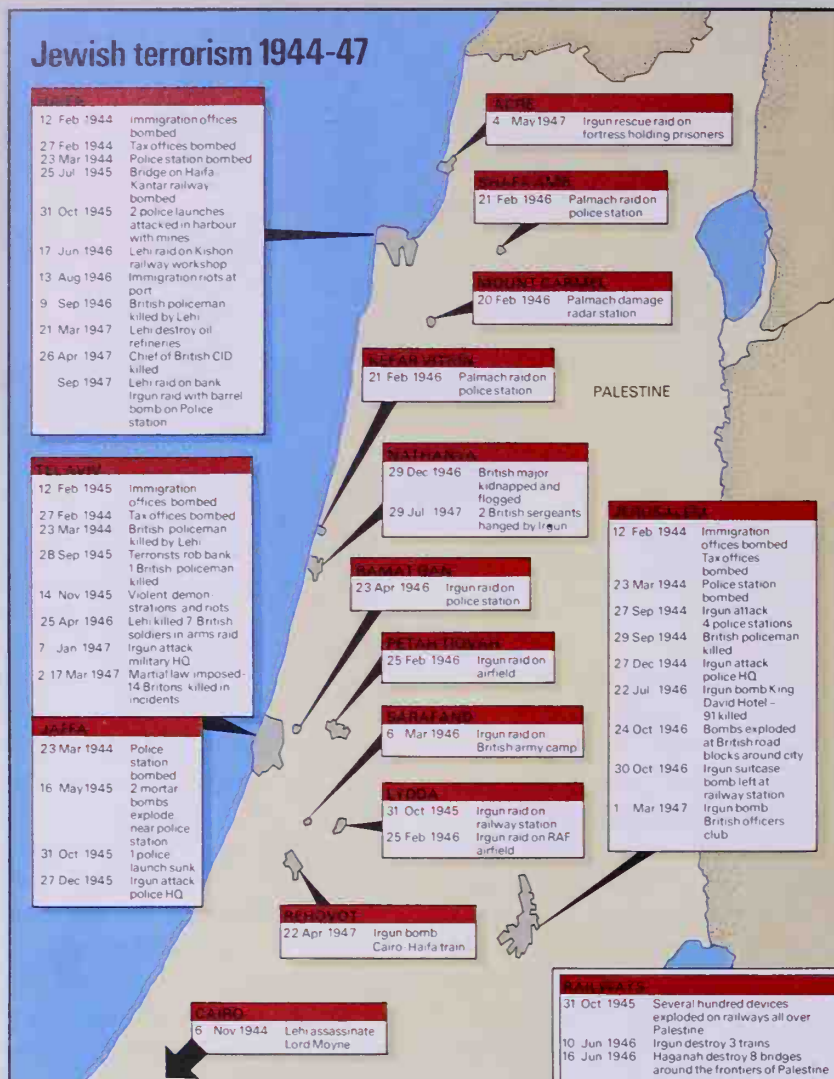 Jewish terrorism 1944-47
HAIFA
12 Feb 1944 Immigration offices
bombed
27 Feb 1944 Tax offices bombed
23 Mar 1944 Police station bombed
25 Jul 1945 Bridge on Haifa
Kantar railway
bombed
31 Oct 1945 2 police launches
attacked in harbour
with mines
17 Jun 1946 Lehi raid on Kishon
railway workshop
13 Aug 1946 Immigration riots at
port
9 Sep 1946 British policeman
killed by Lehi
21 Mar 1947 Lehi destroy oil
refineries
26 Apr 1947 Chief of British CID
killed
Sep 1947 Lehi raid on bank
Irgun raid with barrel
bomb on Police
station
ACRE
4 May 1947 Irgun rescue raid on
fortress holding prisoners
SHAFA AMR
21 Feb 1946 Palmach raid on
police station
MOUNT CARMEL
20 Feb 1946 Palmach damage
radar station
KEFAR VITKIN
21 Feb 1946 Palmach raid on
police station
PALESTINE
NATHANYA
29 Dec 1946 British major
kidnapped and
flogged
29 Jul 1947 2 British sergeants
hanged by Irgun
TEL AVIV
12 Feb 1945 Immigration
offices bombed
27 Feb 1944 Tax offices bombed
23 Mar 1944 British policeman
killed by Lehi
28 Sep 1945 Terrorists rob bank
1 British policeman
killed
14 Nov 1945 Violent demon-
strations and riots
25 Apr 1946 Lehi killed 7 British
soldiers in arms raid
7 Jan 1947 Irgun attack
military HQ
2 17 Mar 1947 Martial law imposed-
14 Britons killed in
incidents
RAMAT GAN
23 Apr 1946 Irgun raid on
police station
PETAH TIQVAH
25 Feb 1946 Irgun raid on
airfield
SARAFAND
6 Mar 1946 Irgun raid on
British army camp
LYDDA
31 Oct 1945 Irgun raid on
railway station
25 Feb 1946 Irgun raid on RAF
airfield
JERUSALEM
12 Feb 1944 Immigration
offices bombed
Tax offices
bombed
23 Mar 1944 Police station
bombed
27 Sep 1944 Irgun attack
4 police stations
29 Sep 1944 British policeman
killed
27 Dec 1944 Irgun attack
police HQ
22 Jul 1946 Irgun bomb King
David Hotel –
91 killed
24 Oct 1946 Bombs exploded
at British road
blocks around city
30 Oct 1946 Irgun suitcase
bomb left at
railway station
1 Mar 1947 Irgun bomb
British officers
club
JAFFA
23 Mar 1944 Police
station
bombed
16 May 1945 2 mortar
bombs
explode
near police
station
31 Oct 1945 1 police
launch sunk
27 Dec 1945 Irgun attack
police HQ
REHOVOT
22 Apr 1947 Irgun bomb
Cairo-Haifa train
CAIRO
6 Nov 1944 Lehi assassinate
Lord Moyne
RAILWAYS
31 Oct 1945 Several hundred devices
exploded on railways all over
Palestine
10 Jun 1946 Irgun destroy 3 trains
16 Jun 1946 Haganah destroy 8 bridges
around the frontiers of Palestine